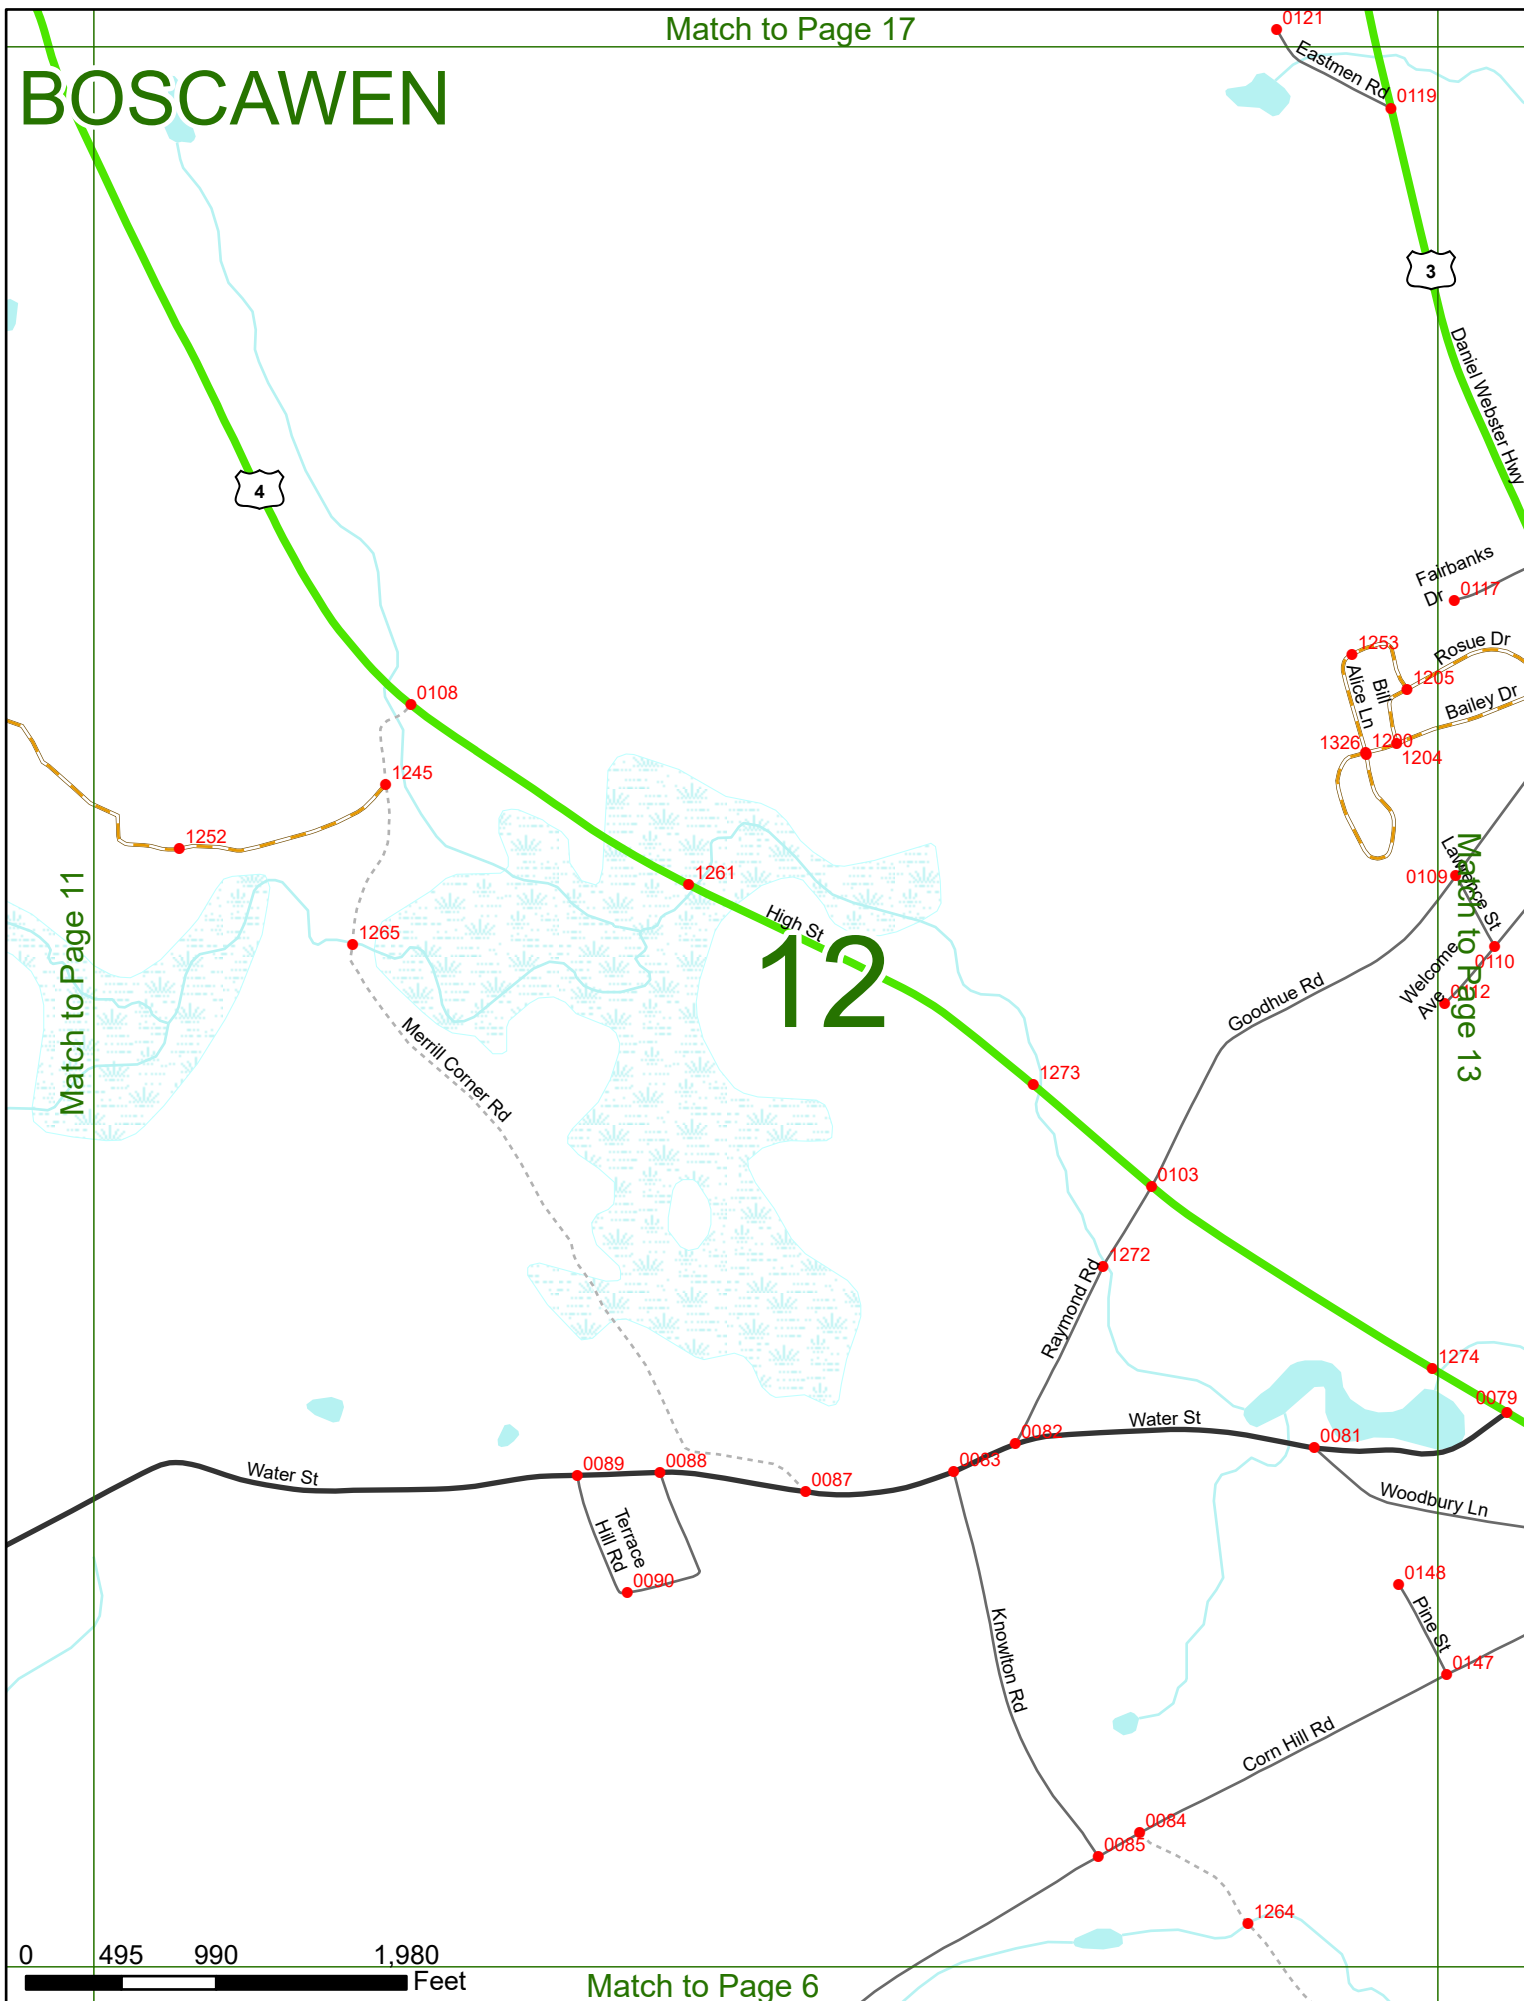 Match to Page 17
BOSCAWEN
0121
Eastmen Rd
0119
3
Daniel Webster Hwy
4
Fairbanks
Dr
0117
1253
Rosue Dr
1205
Alice Ln
Bill
Bailey Dr
0108
1326
1200
1204
1245
1252
1261
High St
12
0109
Lawrence St
Match to Page 11
Match to Page 13
1265
0110
Welcome
Ave
0112
Goodhue Rd
Merrill Corner Rd
1273
0103
1272
Raymond Rd
1274
0079
Water St
0082
0081
0083
Water St
0089
0088
0087
Woodbury Ln
Terrace
Hill Rd
0090
0148
Pine St
Knowlton Rd
0147
Corn Hill Rd
0084
0085
1264
0 495 990 1,980
Feet
Match to Page 6